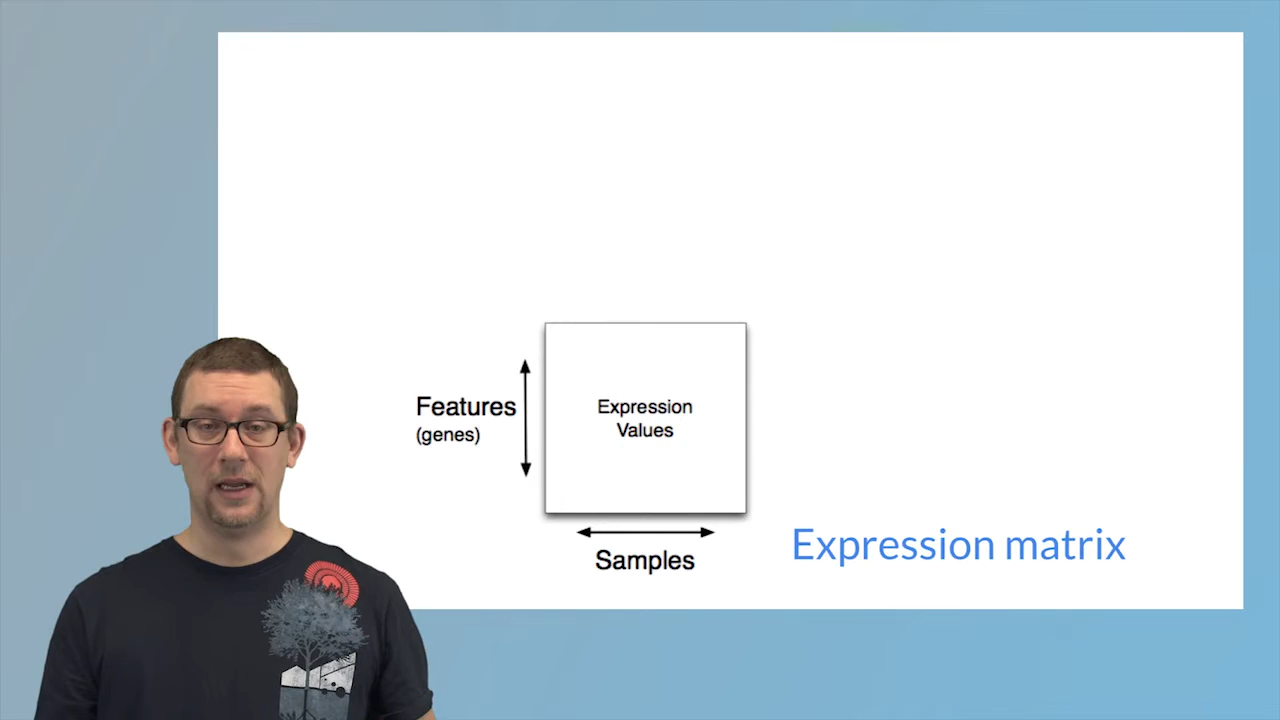 Features
(genes)
Expression
Values
Samples
Expression matrix